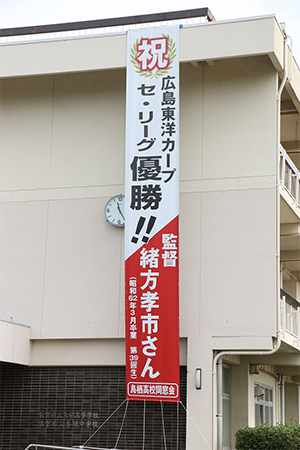 祝
広島東洋カープ
セ・リーグ優勝!!
監督
緒方孝市さん
(昭和62年3月卒業 第39回生)
鳥栖高校同窓会